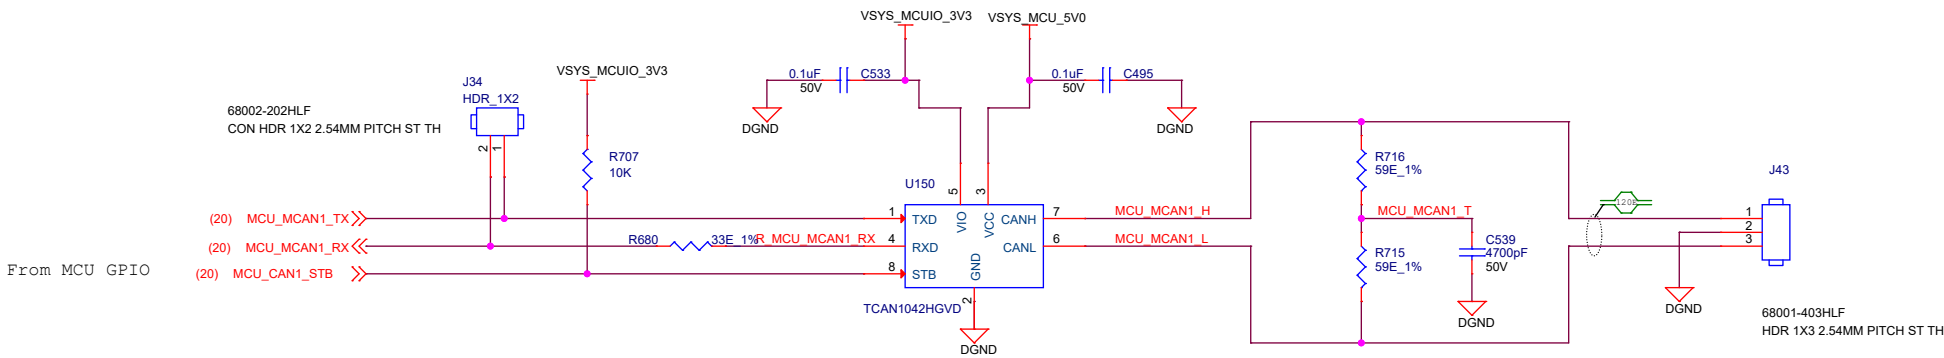 VSYS_MCUIO_3V3
VSYS_MCU_5V0
VSYS_MCUIO_3V3
0.1uF
C533
50V
DGND
0.1uF
C495
50V
DGND
J34
HDR_1X2
68002-202HLF
CON HDR 1X2 2.54MM PITCH ST TH
2
1
R707
10K
U150
5
3
(20) MCU_MCAN1_TX
(20) MCU_MCAN1_RX
(20) MCU_CAN1_STB
From MCU GPIO
R680
33E_1%
R_MCU_MCAN1_RX
1
4
8
TXD
RXD
STB
VIO
VCC
GND
CANH
CANL
7
6
2
TCAN1042HGVD
DGND
MCU_MCAN1_H
MCU_MCAN1_L
R716
59E_1%
MCU_MCAN1_T
R715
59E_1%
C539
4700pF
50V
DGND
120E
J43
1
2
3
DGND
68001-403HLF
HDR 1X3 2.54MM PITCH ST TH